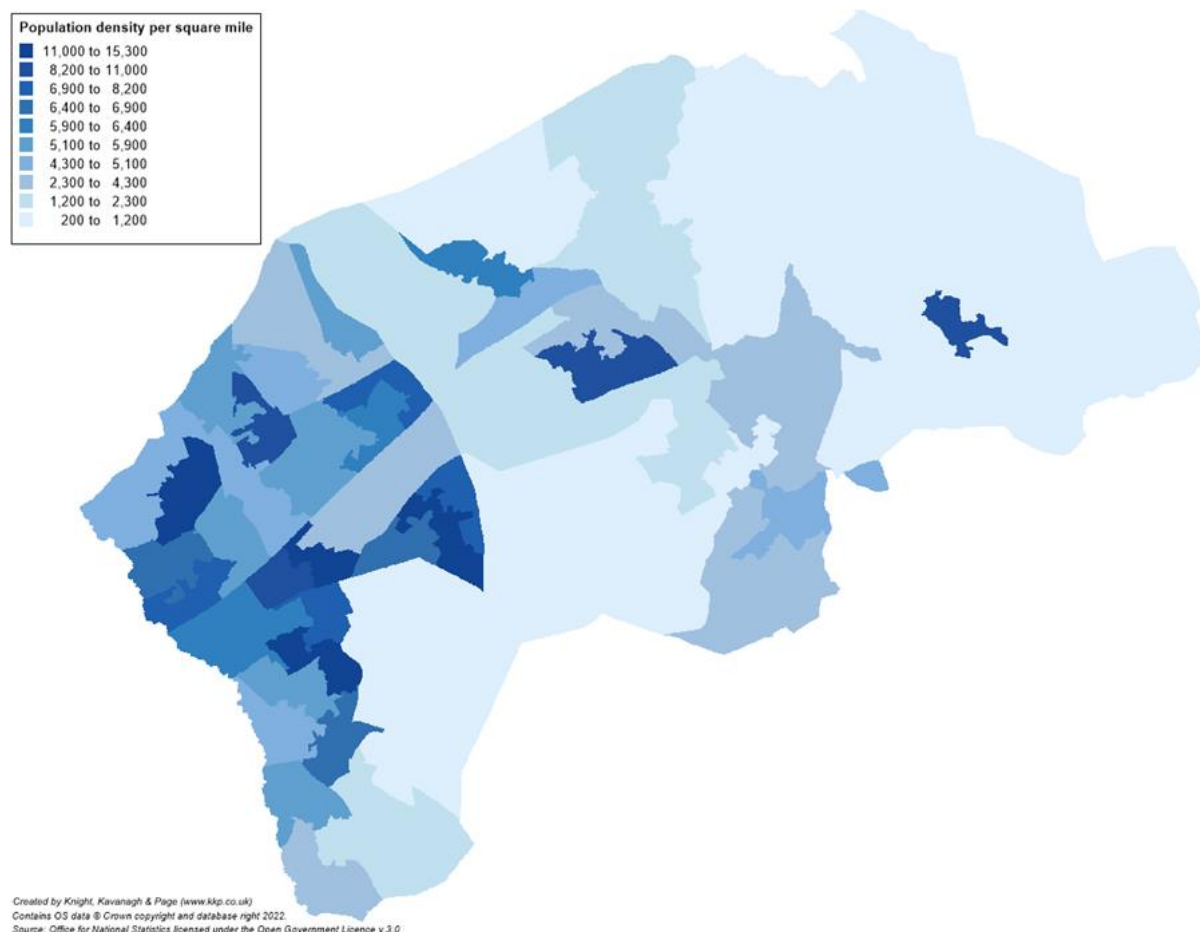 Population density per square mile
11,000 to 15,300
8,200 to 11,000
6,900 to 8,200
6,400 to 6,900
5,900 to 6,400
5,100 to 5,900
4,300 to 5,100
2,300 to 4,300
1,200 to 2,300
200 to 1,200
Created by Knight, Kavanagh & Page (www.kkp.co.uk)
Contains OS data © Crown copyright and database right 2022.
Source: Office for National Statistics licensed under the Open Government Licence v.3.0